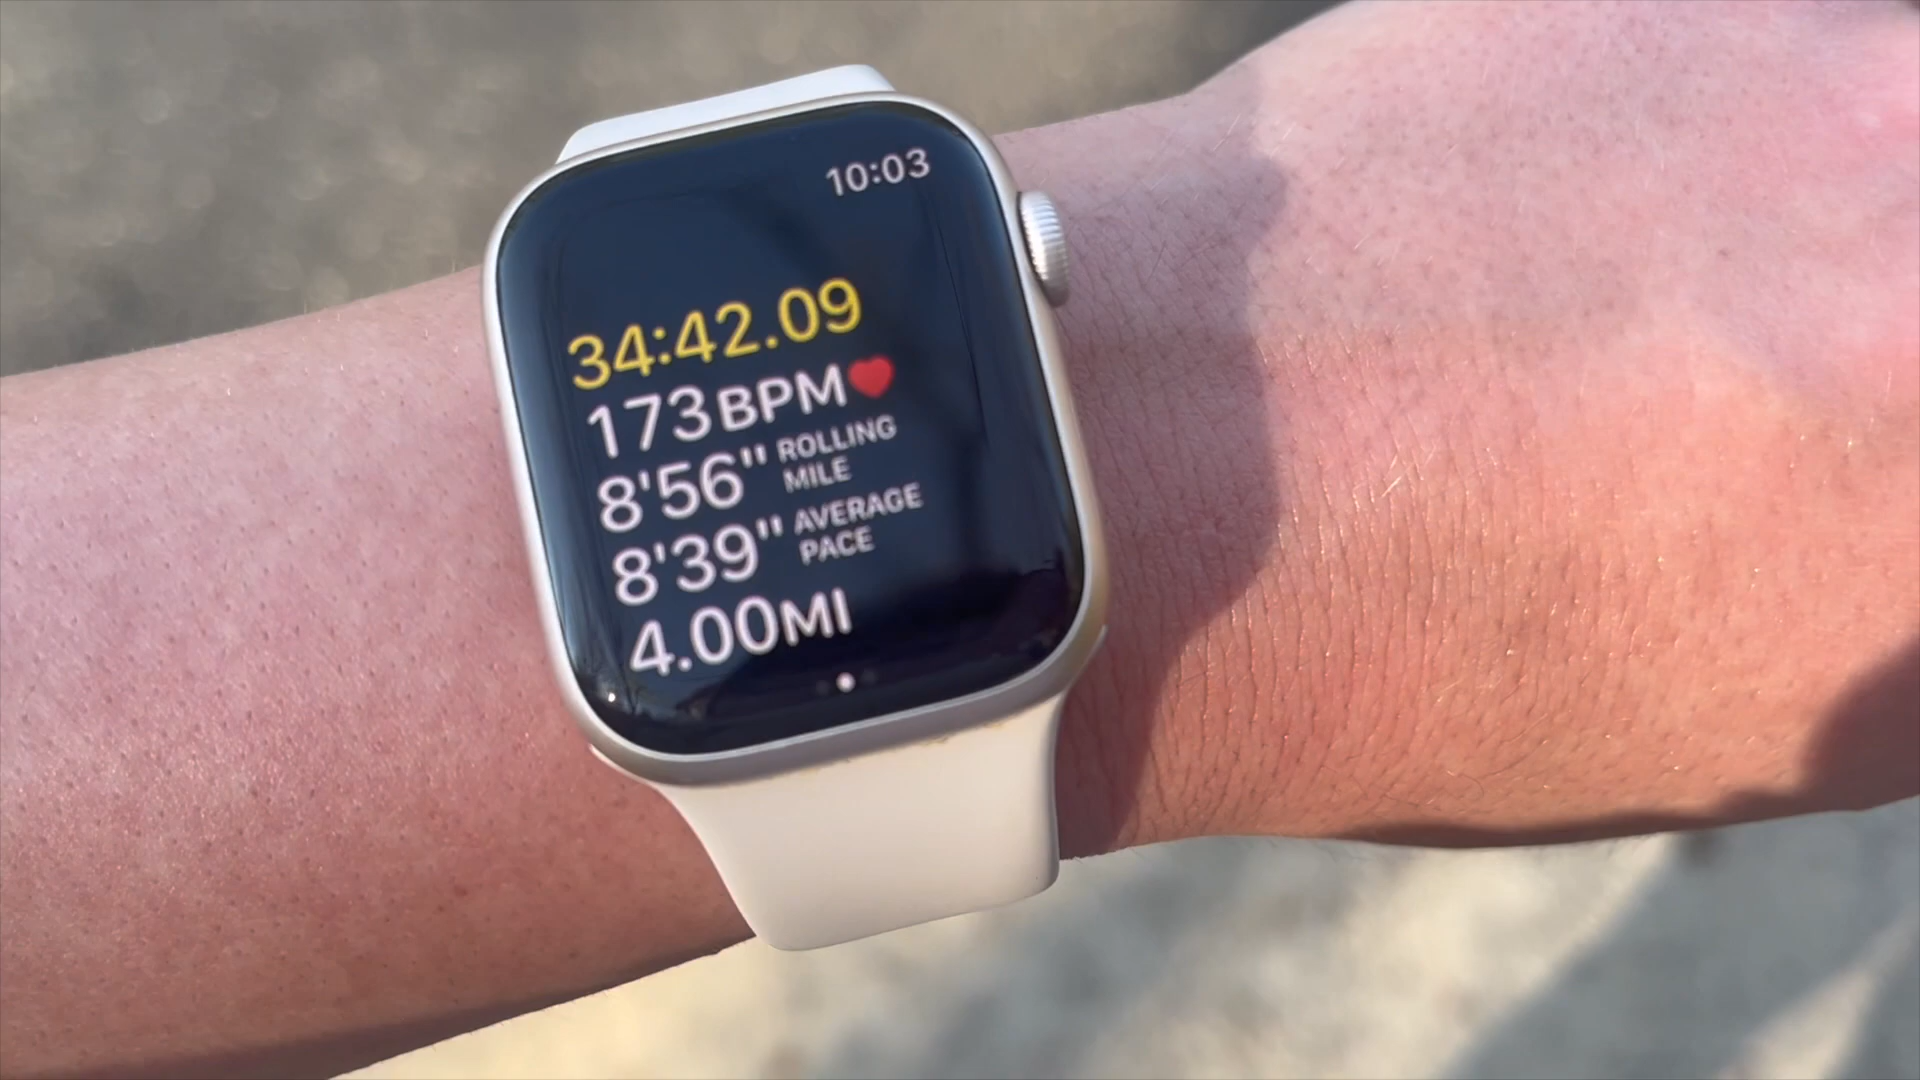 10:03
34:42.09
173BPM
8'56" ROLLING
MILE
8'39" AVERAGE
PACE
4.00MI